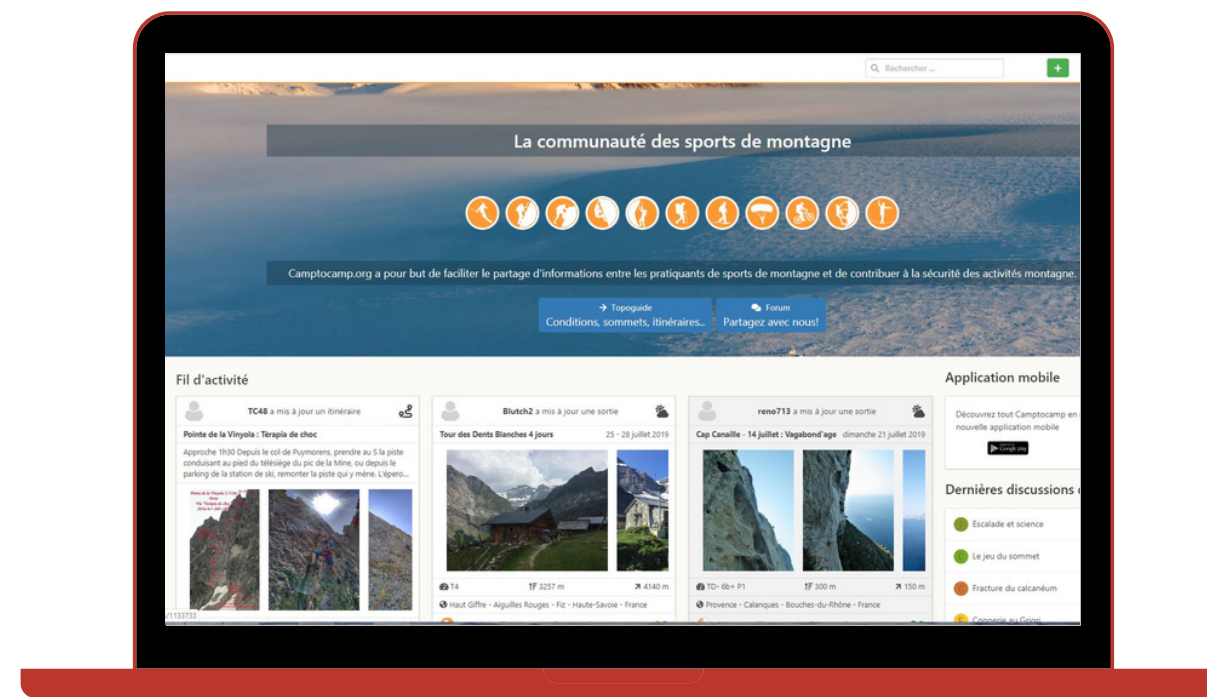 Rechercher ...
La communauté des sports de montagne
Camptocamp.org a pour but de faciliter le partage d'informations entre les pratiquants de sports de montagne et de contribuer à la sécurité des activités montagne.
Topoguide
Conditions, sommets, itinéraires...
Forum
Partagez avec nous!
Fil d'activité
TC48 a mis à jour un itinéraire
Pointe de la Vinyola : Tèrapia de choc
Approche 1h30 Depuis le col de Puymorens, prendre au S la piste
conduisant au pied du télésiège du pic de la Mine, ou depuis le
parking de la station de ski, remonter la piste qui y mène. L'épero...
Blutch2 a mis à jour une sortie
Tour des Dents Blanches 4 jours 25 - 28 juillet 2019
T4 3257 m 4140 m
Haut Giffre - Aiguilles Rouges - Fiz - Haute-Savoie - France
reno713 a mis à jour une sortie
Cap Canaille - 14 juillet : Vagabond'age dimanche 21 juillet 2019
TD- 6b+ P1 300 m 150 m
Provence - Calanques - Bouches-du-Rhône - France
Application mobile
Découvrez tout Camptocamp en
nouvelle application mobile
Google play
Dernières discussions
Escalade et science
Le jeu du sommet
Fracture du calcanéum
Connerie au Grigri
/1133733